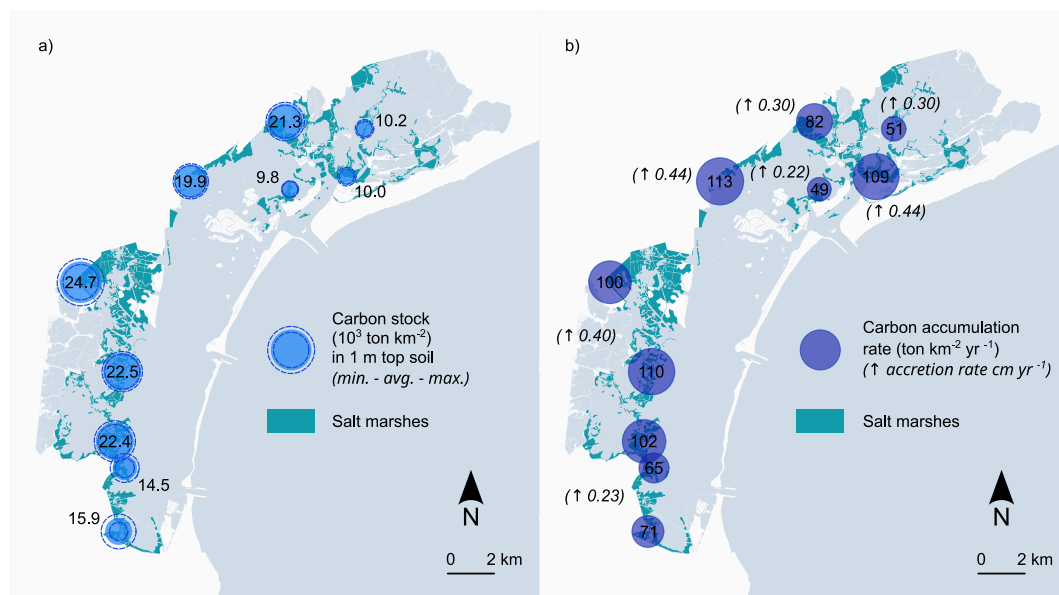 a)
21.3
10.2
19.9
9.8
10.0
24.7
22.5
22.4
14.5
15.9
Carbon stock
(10³ ton km⁻²)
in 1 m top soil
(min. - avg. - max.)
Salt marshes
N
0 2 km
b)
(↑ 0.30)
82
(↑ 0.30)
51
(↑ 0.44)
113
(↑ 0.22)
49
109
(↑ 0.44)
100
(↑ 0.40)
110
102
65
(↑ 0.23)
71
Carbon accumulation
rate (ton km⁻² yr ⁻¹)
(↑ accretion rate cm yr ⁻¹)
Salt marshes
N
0 2 km